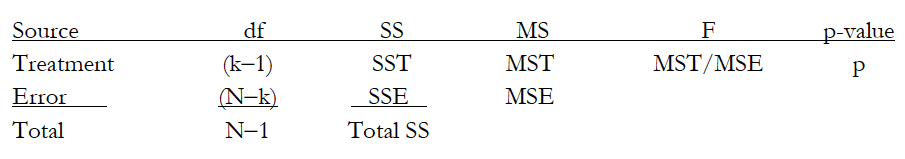 Source df SS MS F p-value
Treatment (k−1) SST MST MST/MSE p
Error (N−k) SSE MSE
Total N−1 Total SS